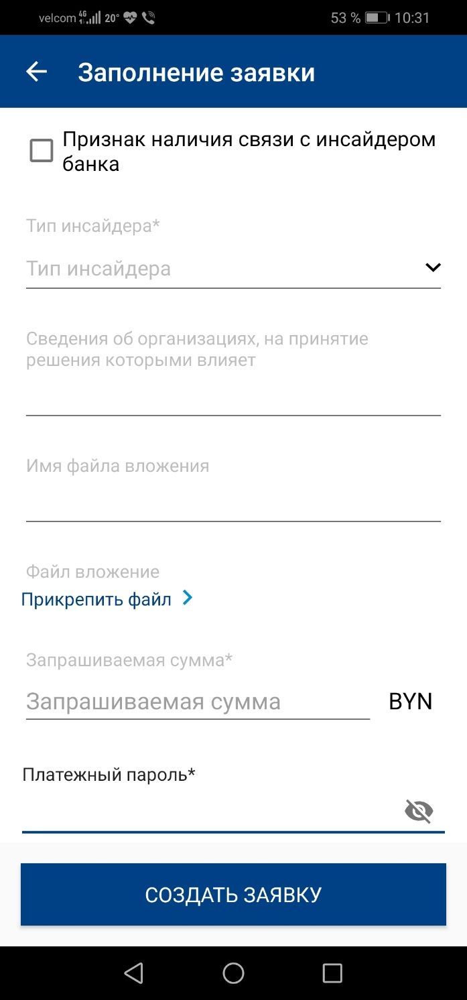 velcom 4G 20° 53 % 10:31
Заполнение заявки
Признак наличия связи с инсайдером
банка
Тип инсайдера*
Тип инсайдера
Сведения об организациях, на принятие
решения которыми влияет
Имя файла вложения
Файл вложение
Прикрепить файл
Запрашиваемая сумма*
Запрашиваемая сумма BYN
Платежный пароль*
СОЗДАТЬ ЗАЯВКУ